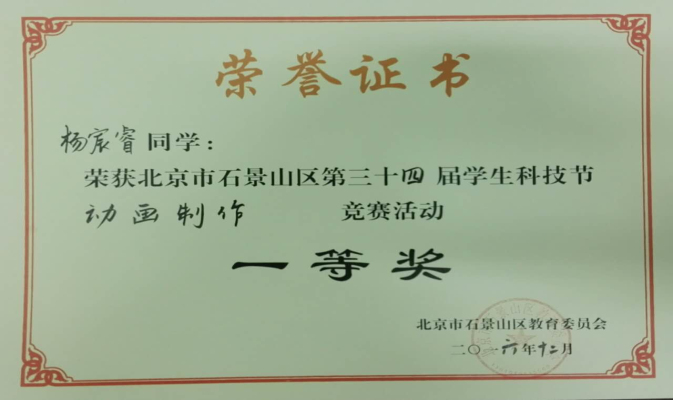 荣誉证书
杨宸睿同学：
荣获北京市石景山区第三十四届学生科技节
动画制作 竞赛活动
一等奖
北京市石景山区教育委员会
二〇一六年十二月